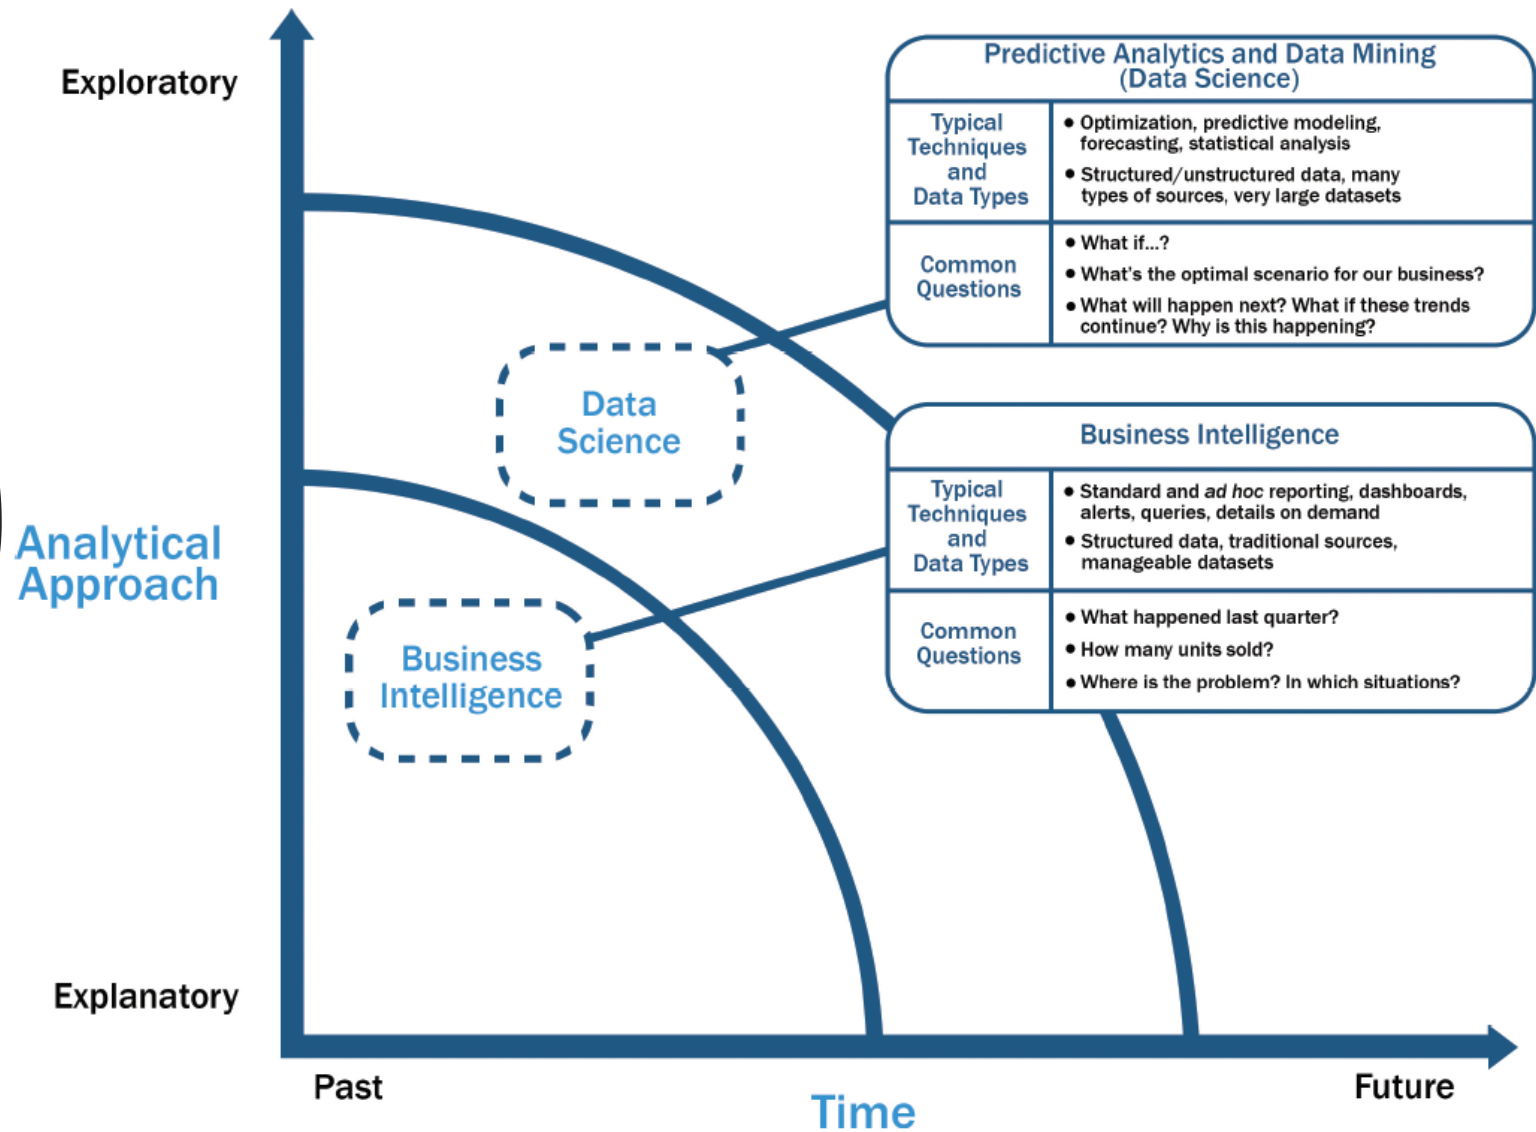 Exploratory
Analytical
Approach
Explanatory
Past
Time
Future
Data
Science
Business
Intelligence
Predictive Analytics and Data Mining
(Data Science)
Typical
Techniques
and
Data Types
• Optimization, predictive modeling,
forecasting, statistical analysis
• Structured/unstructured data, many
types of sources, very large datasets
Common
Questions
• What if...?
• What's the optimal scenario for our business?
• What will happen next? What if these trends
continue? Why is this happening?
Business Intelligence
Typical
Techniques
and
Data Types
• Standard and ad hoc reporting, dashboards,
alerts, queries, details on demand
• Structured data, traditional sources,
manageable datasets
Common
Questions
• What happened last quarter?
• How many units sold?
• Where is the problem? In which situations?